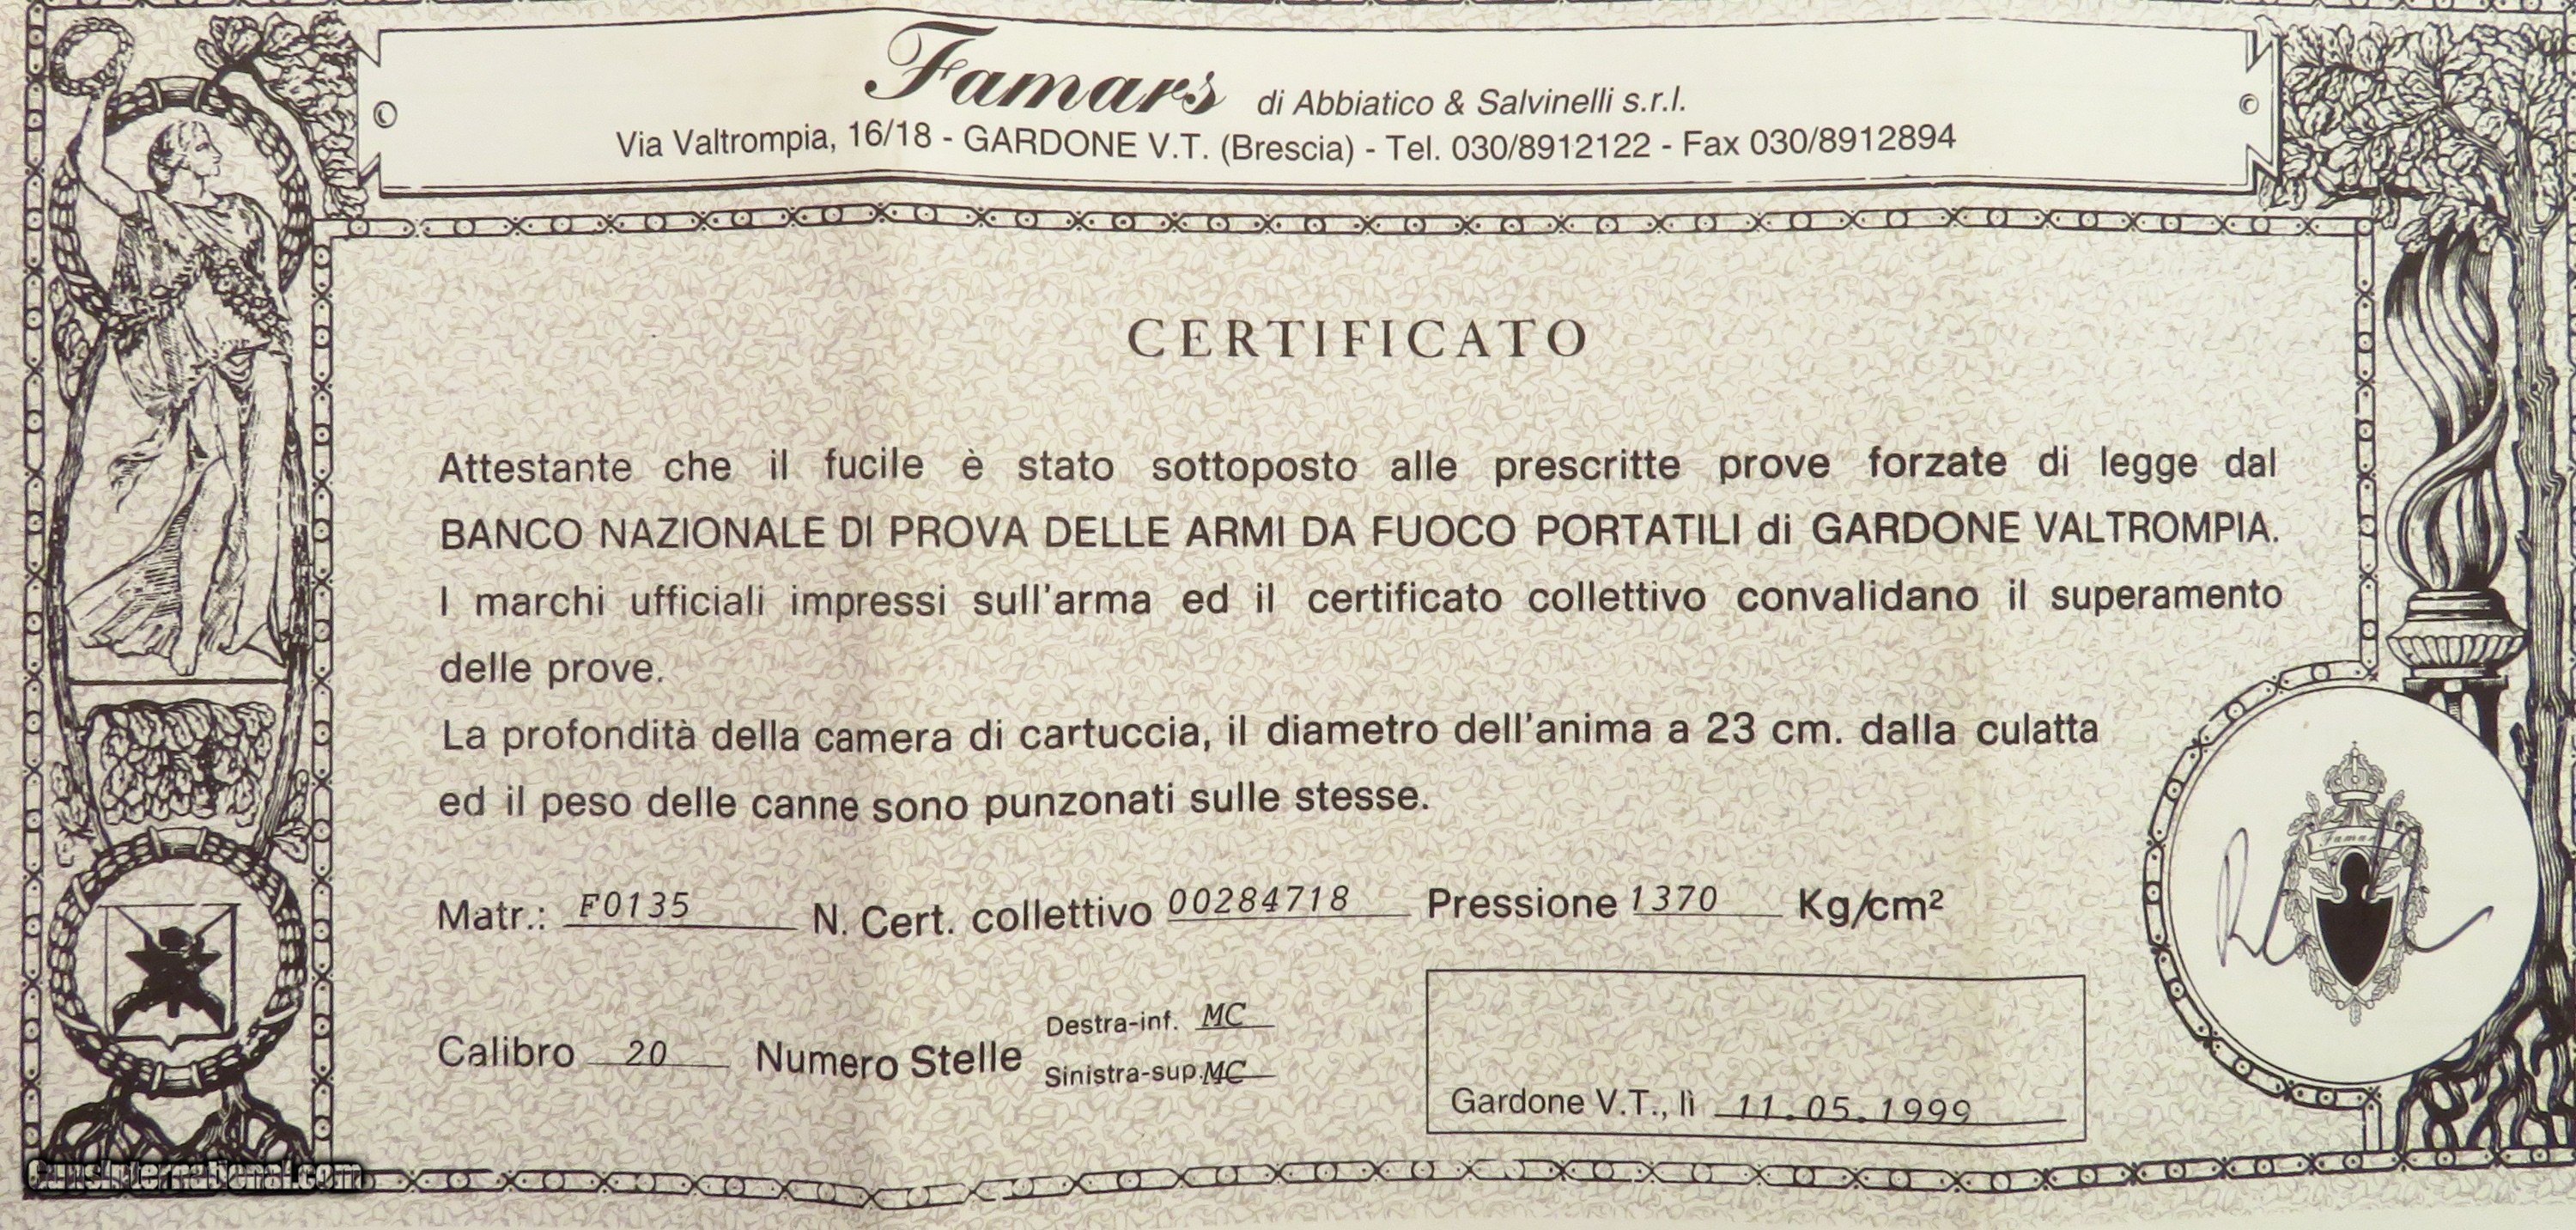 Famars di Abbiatico & Salvinelli s.r.l.
Via Valtrompia, 16/18 - GARDONE V.T. (Brescia) - Tel. 030/8912122 - Fax 030/8912894
CERTIFICATO
Attestante che il fucile è stato sottoposto alle prescritte prove forzate di legge dal
BANCO NAZIONALE DI PROVA DELLE ARMI DA FUOCO PORTATILI di GARDONE VALTROMPIA.
I marchi ufficiali impressi sull'arma ed il certificato collettivo convalidano il superamento
delle prove.
La profondità della camera di cartuccia, il diametro dell'anima a 23 cm. dalla culatta
ed il peso delle canne sono punzonati sulle stesse.
Famars
Matr.: F0135 N. Cert. collettivo 00284718 Pressione 1370 Kg/cm²
Calibro 20 Numero Stelle Destra-inf. MC
Sinistra-sup. MC
Gardone V.T., lì 11.05.1999
GunsInternational.com